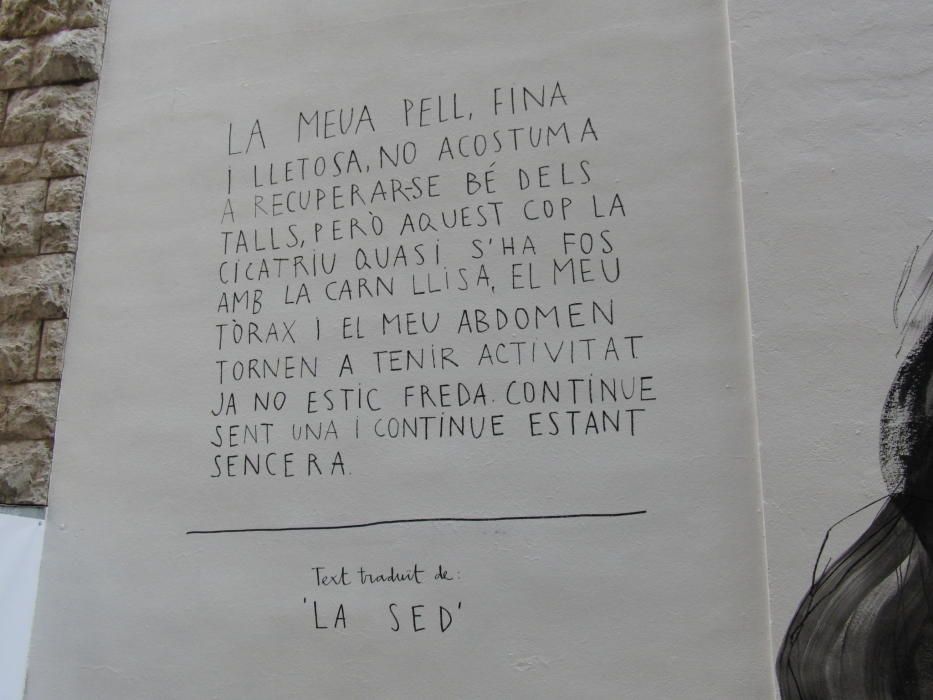 LA MEUA PELL, FINA
I LLETOSA, NO ACOSTUMA
A RECUPERAR-SE BÉ DELS
TALLS, PERÒ AQUEST COP LA
CICATRIU QUASI S'HA FOS
AMB LA CARN LLISA, EL MEU
TÒRAX I EL MEU ABDOMEN
TORNEN A TENIR ACTIVITAT
JA NO ESTIC FREDA. CONTINUE
SENT UNA I CONTINUE ESTANT
SENCERA.
Text traduït de:
'LA SED'